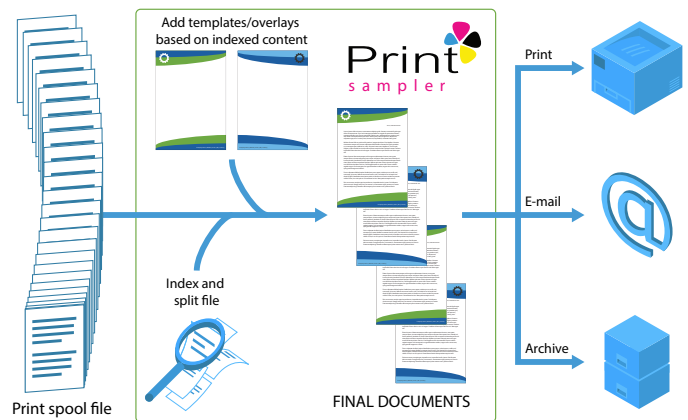 Add templates/overlays
based on indexed content
Print
sampler
Print
E-mail
@
Index and
split file
Archive
Print spool file
FINAL DOCUMENTS